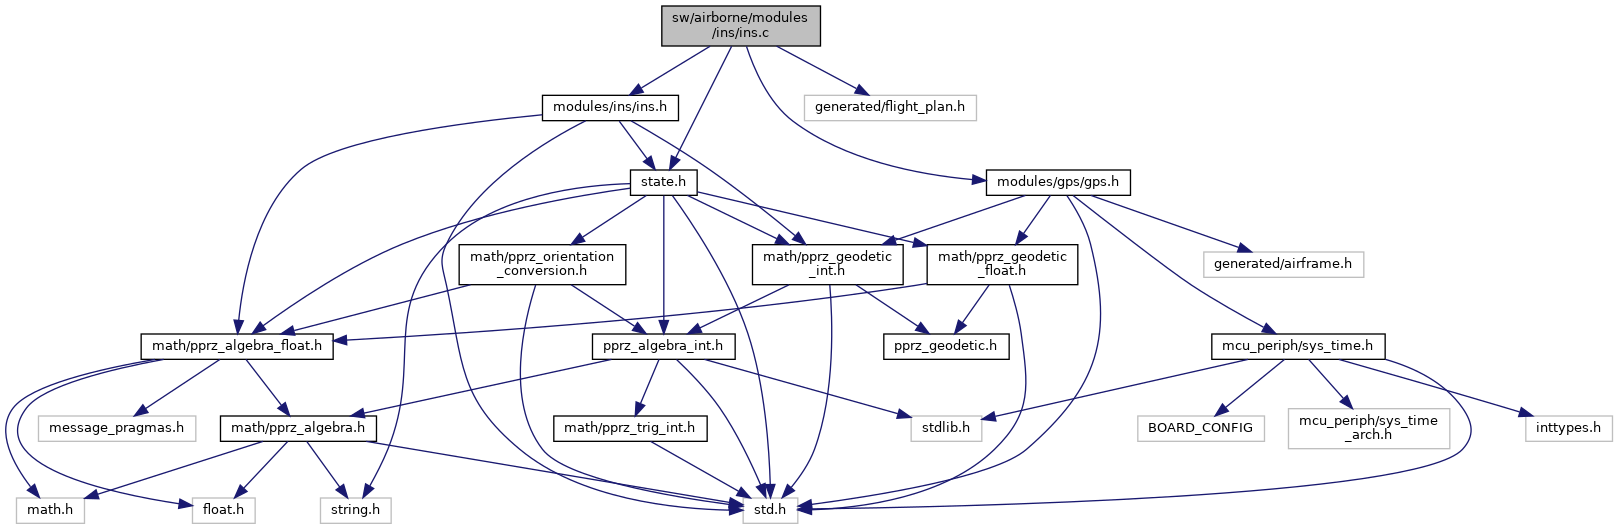 sw/airborne/modules
/ins/ins.c
modules/ins/ins.h
generated/flight_plan.h
state.h
modules/gps/gps.h
math/pprz_orientation
_conversion.h
math/pprz_geodetic
_int.h
math/pprz_geodetic
_float.h
generated/airframe.h
math/pprz_algebra_float.h
pprz_algebra_int.h
pprz_geodetic.h
mcu_periph/sys_time.h
message_pragmas.h
math/pprz_algebra.h
math/pprz_trig_int.h
stdlib.h
BOARD_CONFIG
mcu_periph/sys_time
_arch.h
inttypes.h
math.h
float.h
string.h
std.h